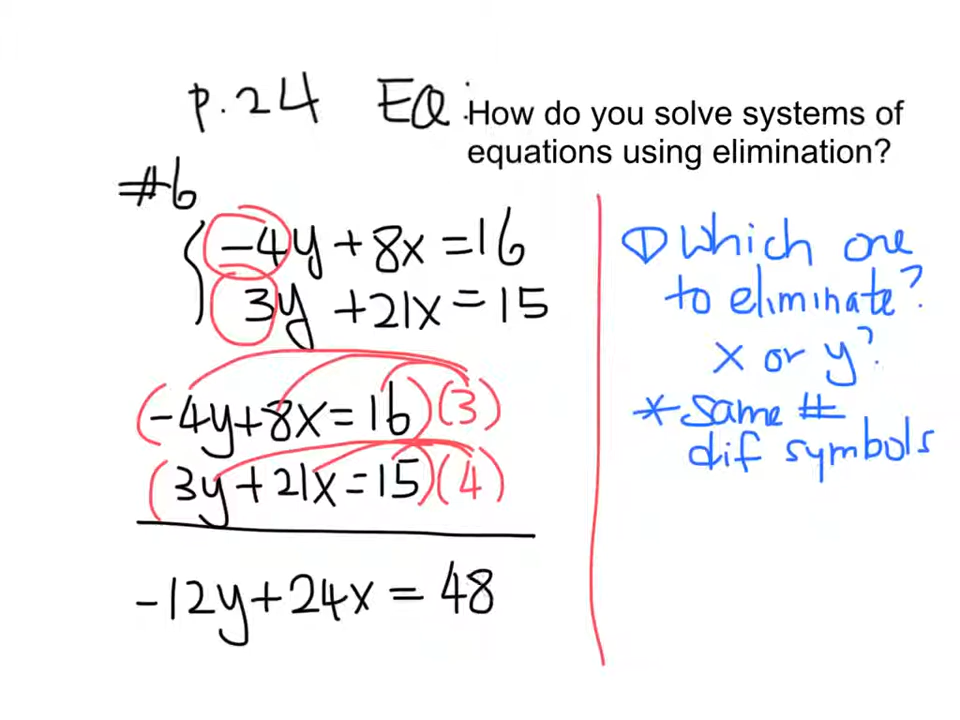 p.24 EQ: How do you solve systems of
equations using elimination?
#6
-4y+8x=16
3y+21x=15
(-4y+8x=16)(3)
(3y+21x=15)(4)
-12y+24x=48
① Which one
to eliminate?
x or y?
*same #
dif symbols